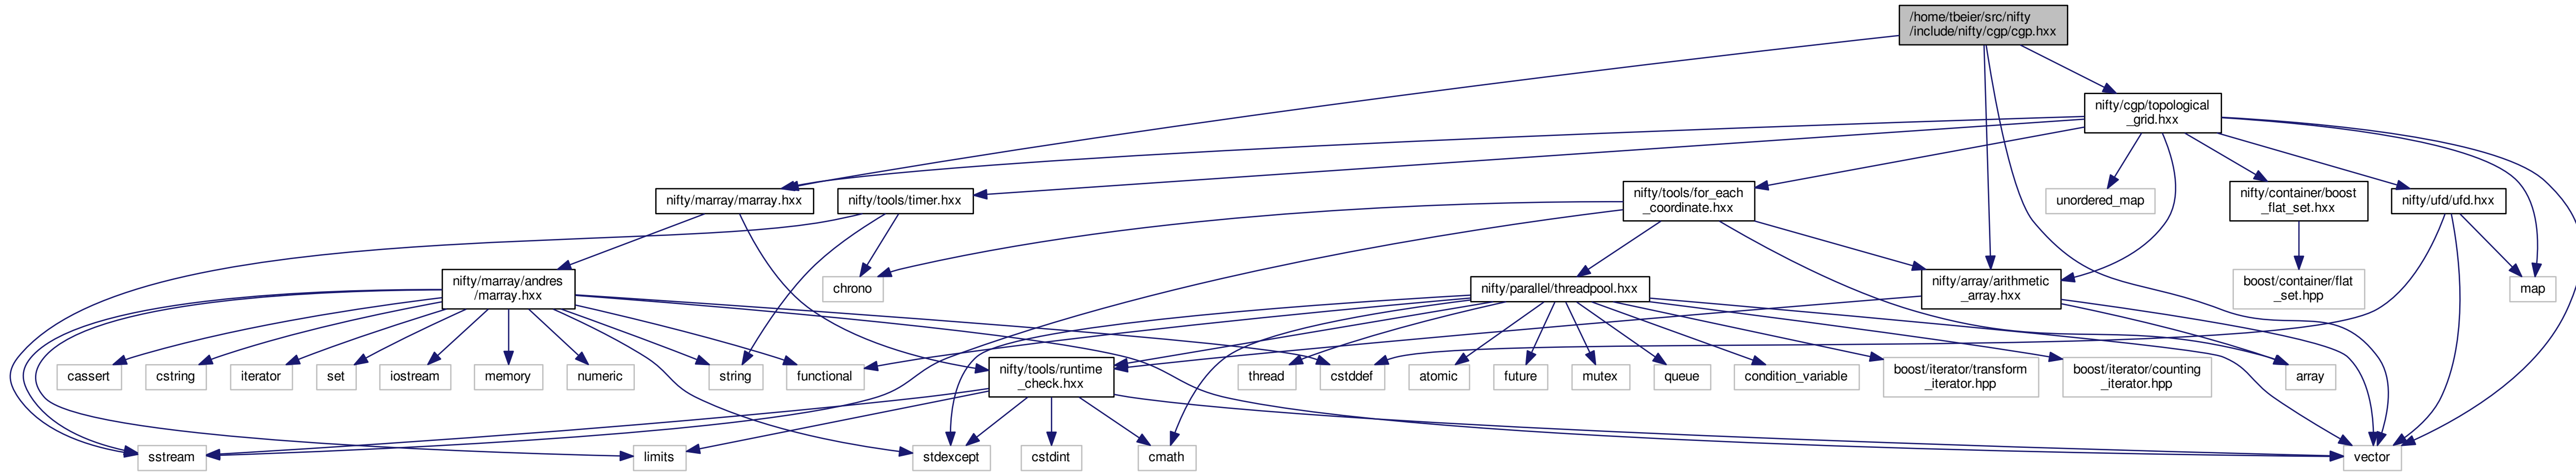 /home/tbeier/src/nifty
/include/nifty/cgp/cgp.hxx
nifty/cgp/topological
_grid.hxx
nifty/marray/marray.hxx
nifty/tools/timer.hxx
nifty/tools/for_each
_coordinate.hxx
unordered_map
nifty/container/boost
_flat_set.hxx
nifty/ufd/ufd.hxx
nifty/marray/andres
/marray.hxx
chrono
nifty/parallel/threadpool.hxx
nifty/array/arithmetic
_array.hxx
boost/container/flat
_set.hpp
map
cassert
cstring
iterator
set
iostream
memory
numeric
string
functional
nifty/tools/runtime
_check.hxx
thread
cstddef
atomic
future
mutex
queue
condition_variable
boost/iterator/transform
_iterator.hpp
boost/iterator/counting
_iterator.hpp
array
sstream
limits
stdexcept
cstdint
cmath
vector